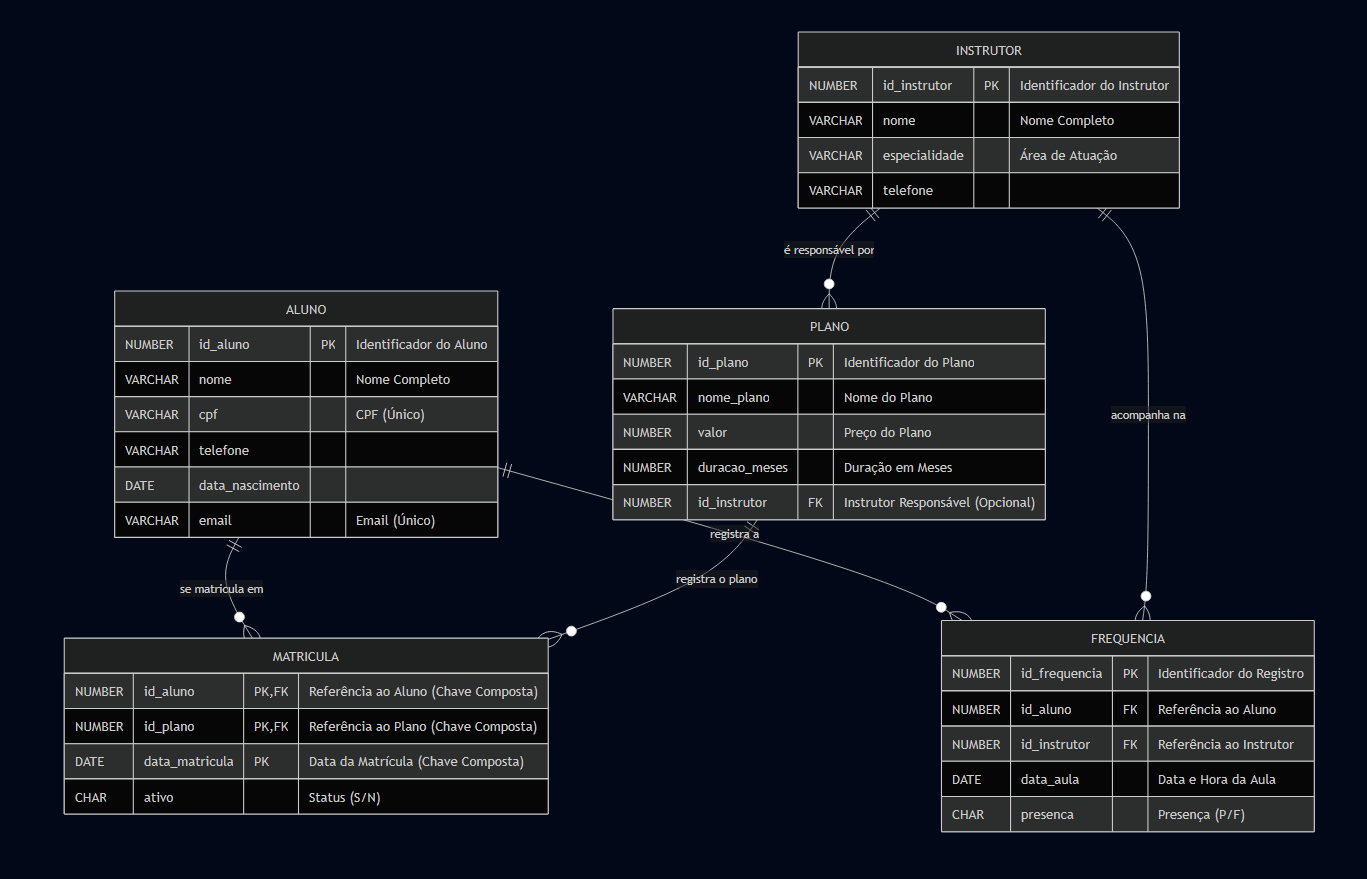 INSTRUTOR
NUMBER id_instrutor PK Identificador do Instrutor
VARCHAR nome Nome Completo
VARCHAR especialidade Área de Atuação
VARCHAR telefone
é responsável por
ALUNO
NUMBER id_aluno PK Identificador do Aluno
VARCHAR nome Nome Completo
VARCHAR cpf CPF (Único)
VARCHAR telefone
DATE data_nascimento
VARCHAR email Email (Único)
PLANO
NUMBER id_plano PK Identificador do Plano
VARCHAR nome_plano Nome do Plano
NUMBER valor Preço do Plano
NUMBER duracao_meses Duração em Meses
NUMBER id_instrutor FK Instrutor Responsável (Opcional)
acompanha na
registra a
registra o plano
se matricula em
MATRICULA
NUMBER id_aluno PK,FK Referência ao Aluno (Chave Composta)
NUMBER id_plano PK,FK Referência ao Plano (Chave Composta)
DATE data_matricula PK Data da Matrícula (Chave Composta)
CHAR ativo Status (S/N)
FREQUENCIA
NUMBER id_frequencia PK Identificador do Registro
NUMBER id_aluno FK Referência ao Aluno
NUMBER id_instrutor FK Referência ao Instrutor
DATE data_aula Data e Hora da Aula
CHAR presenca Presença (P/F)